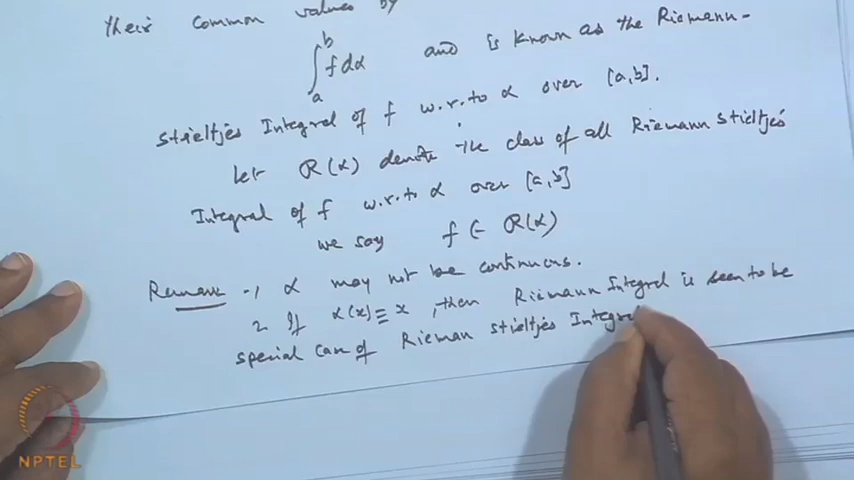 their common values by
∫_a^b f dα and is known as the Riemann-
Stieltjes Integral of f w.r.to α over [a,b].
Let R(α) denote the class of all Riemann Stieltjes
Integral of f w.r.to α over [a,b]
we say f ∈ R(α)
Remark -1 α may not be continuous.
2 If α(x) ≡ x, then Riemann Integral is seen to be
special case of Rieman Stieltjes Integral
NPTEL